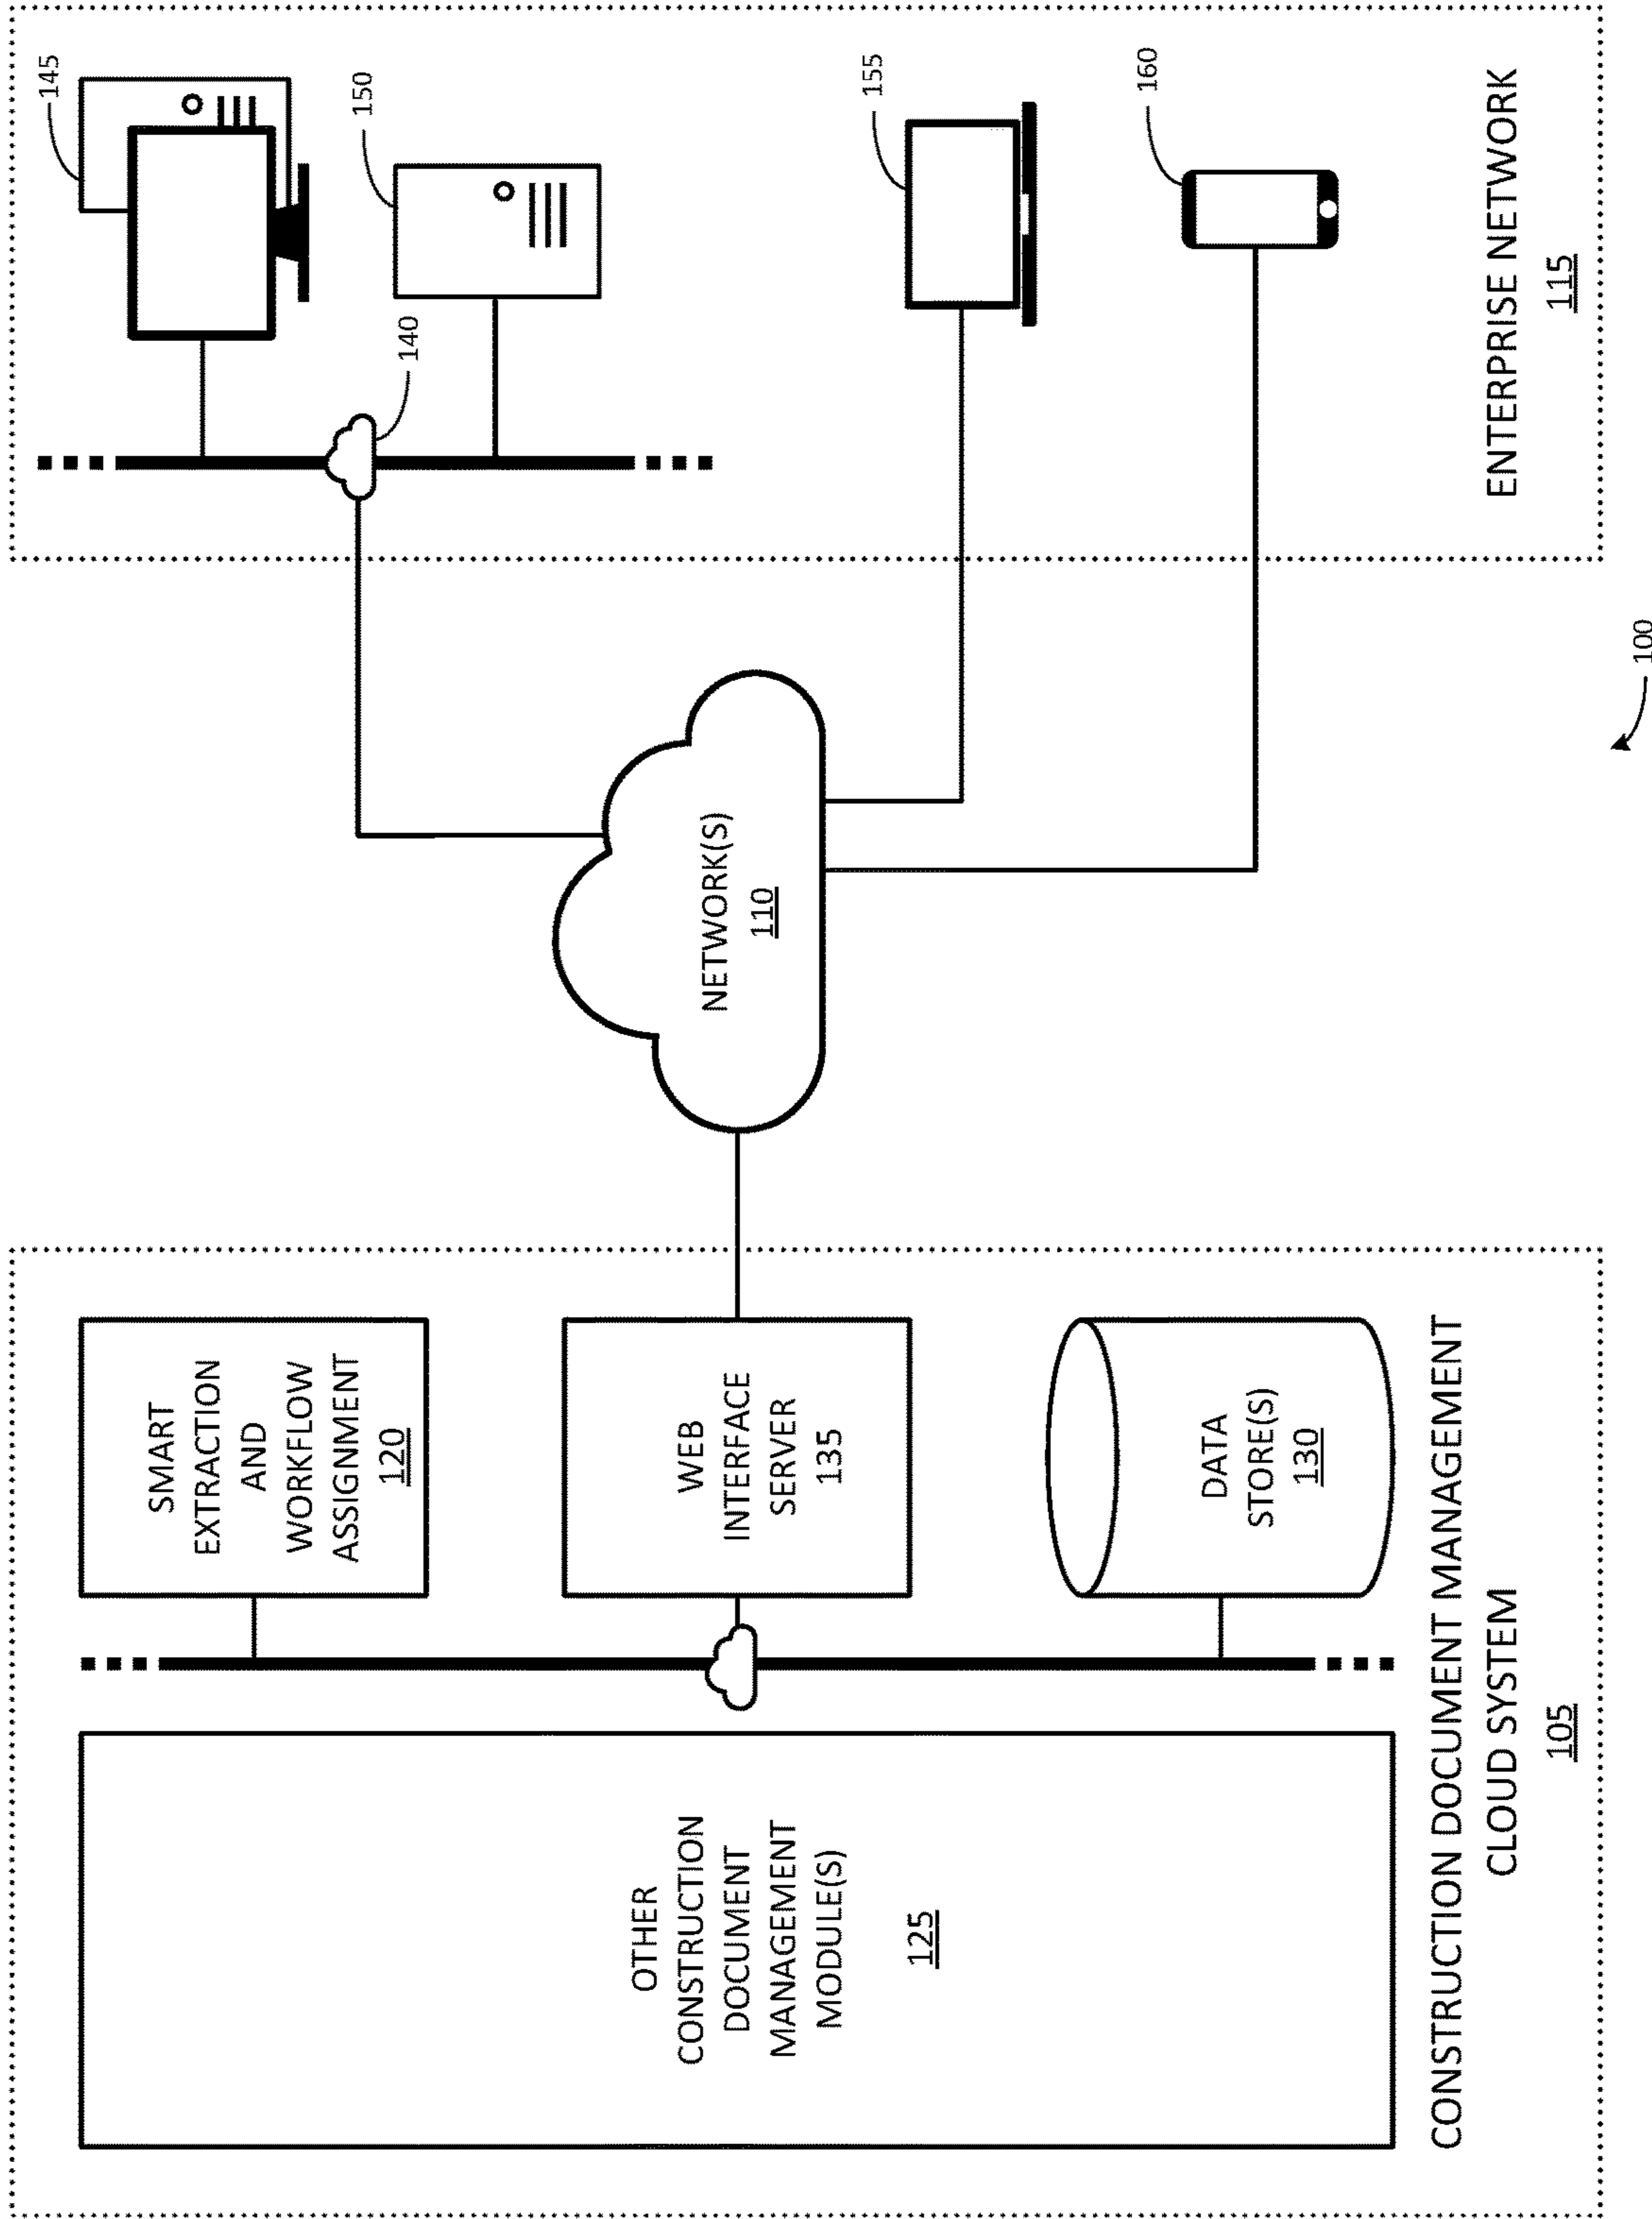 OTHER
CONSTRUCTION
DOCUMENT
MANAGEMENT
MODULE(S)
125
SMART
EXTRACTION
AND
WORKFLOW
ASSIGNMENT
120
WEB
INTERFACE
SERVER
135
DATA
STORE(S)
130
CONSTRUCTION DOCUMENT MANAGEMENT
CLOUD SYSTEM
105
NETWORK(S)
110
145
150
140
155
160
ENTERPRISE NETWORK
115
100